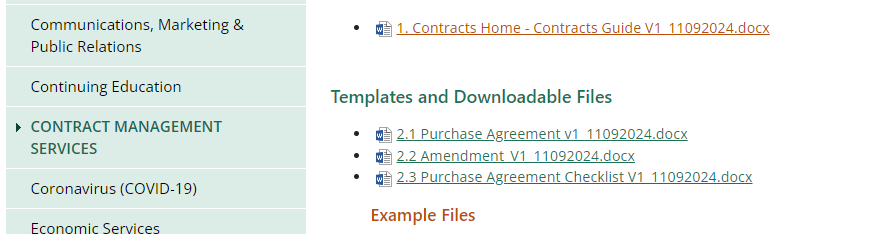 Communications, Marketing &
Public Relations
Continuing Education
CONTRACT MANAGEMENT
SERVICES
Coronavirus (COVID-19)
Economic Services
1. Contracts Home - Contracts Guide V1_11092024.docx
Templates and Downloadable Files
2.1 Purchase Agreement v1_11092024.docx
2.2 Amendment_V1_11092024.docx
2.3 Purchase Agreement Checklist V1_11092024.docx
Example Files